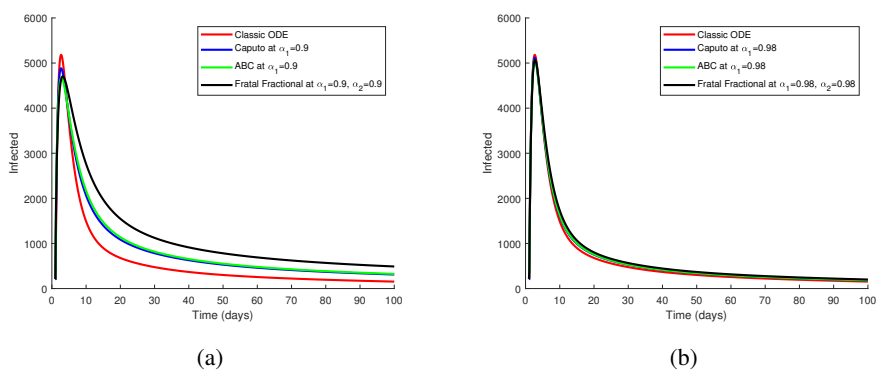 6000
5000
4000
3000
2000
1000
0
Infected
Classic ODE
Caputo at α₁=0.9
ABC at α₁=0.9
Fratal Fractional at α₁=0.9, α₂=0.9
0 10 20 30 40 50 60 70 80 90 100
Time (days)
(a)
6000
5000
4000
3000
2000
1000
0
Infected
Classic ODE
Caputo at α₁=0.98
ABC at α₁=0.98
Fratal Fractional at α₁=0.98, α₂=0.98
0 10 20 30 40 50 60 70 80 90 100
Time (days)
(b)